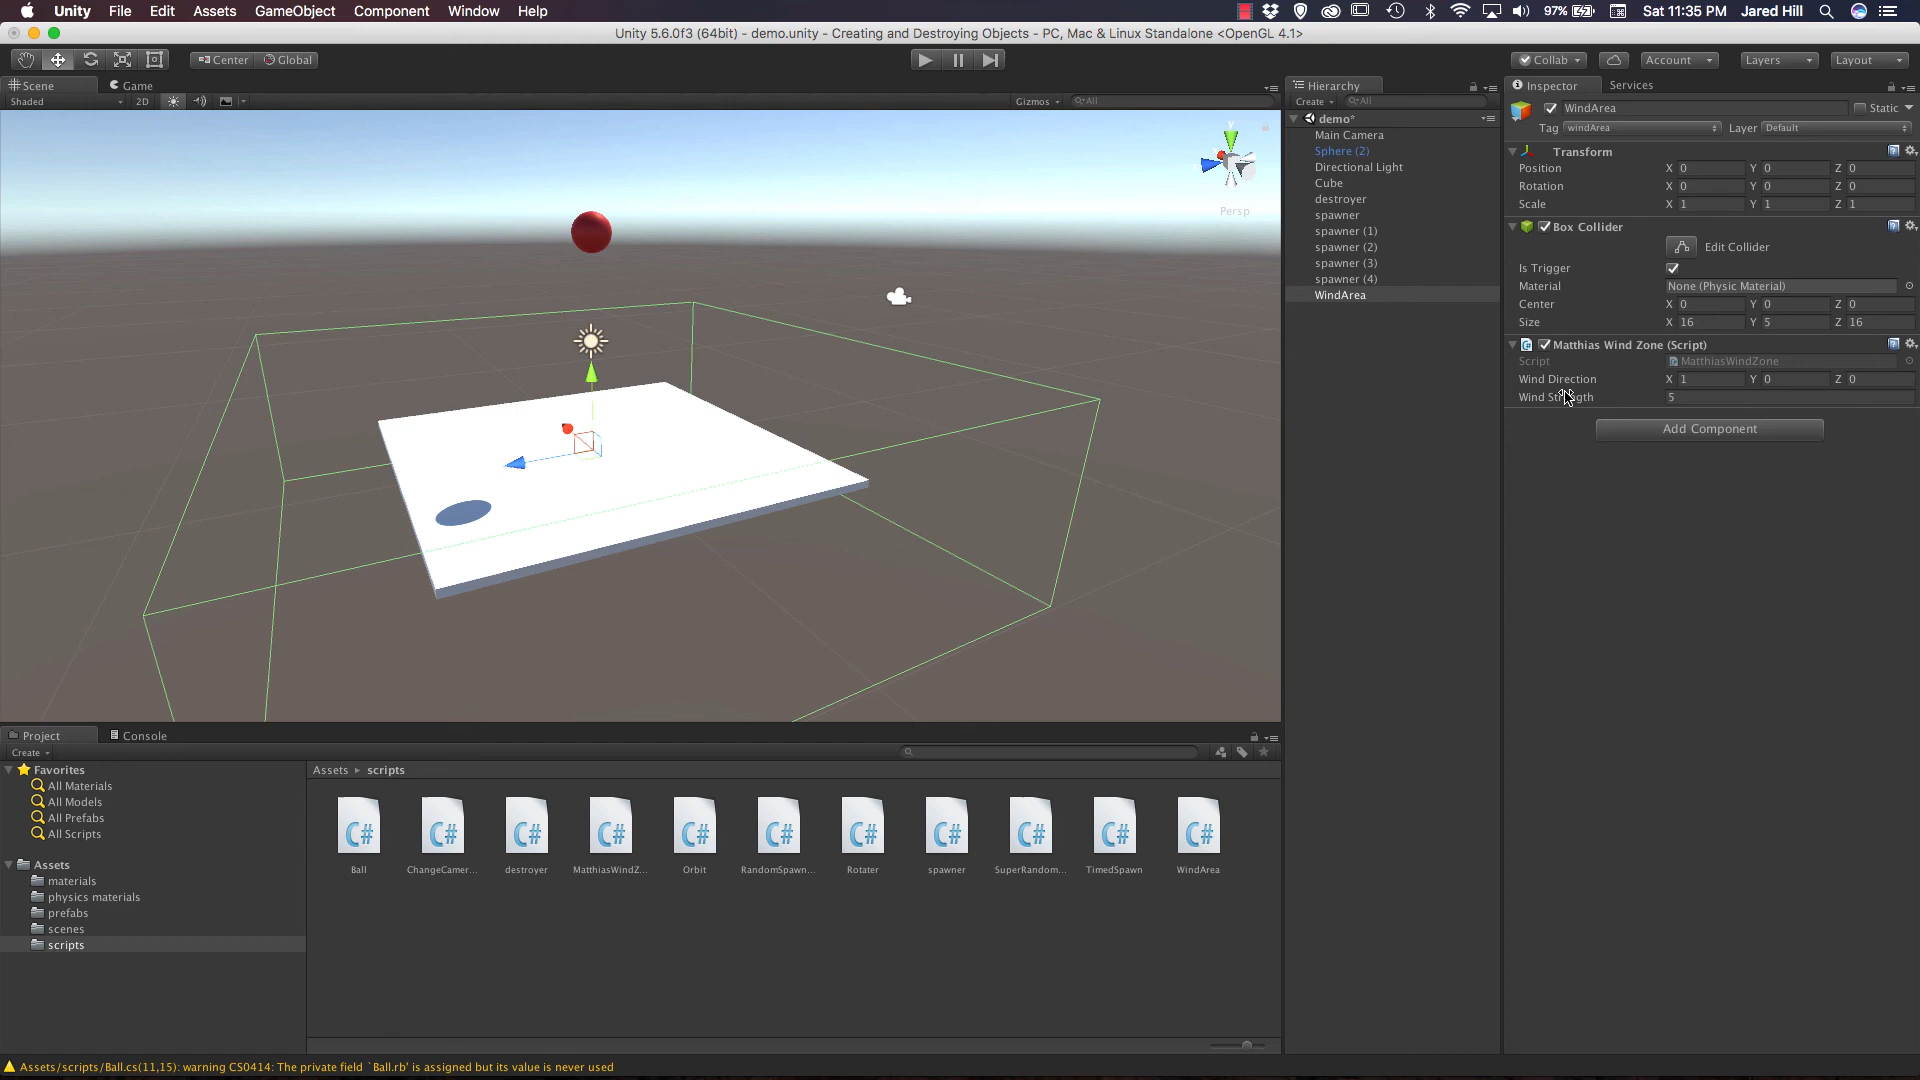 Unity File Edit Assets GameObject Component Window Help 97% Sat 11:35 PM Jared Hill
Unity 5.6.0f3 (64bit) - demo.unity - Creating and Destroying Objects - PC, Mac & Linux Standalone <OpenGL 4.1>
Center Global Collab Account Layers Layout
Scene Game
Shaded 2D Gizmos All
y
Persp
Hierarchy
Create All
demo*
Main Camera
Sphere (2)
Directional Light
Cube
destroyer
spawner
spawner (1)
spawner (2)
spawner (3)
spawner (4)
WindArea
Inspector Services
WindArea Static
Tag windArea Layer Default
Transform
Position X 0 Y 0 Z 0
Rotation X 0 Y 0 Z 0
Scale X 1 Y 1 Z 1
Box Collider
Edit Collider
Is Trigger
Material None (Physic Material)
Center X 0 Y 0 Z 0
Size X 16 Y 5 Z 16
C# Matthias Wind Zone (Script)
Script MatthiasWindZone
Wind Direction X 1 Y 0 Z 0
Wind Strength 5
Add Component
Project Console
Create
Favorites
All Materials
All Models
All Prefabs
All Scripts
Assets
materials
physics materials
prefabs
scenes
scripts
Assets ▸ scripts
C# C# C# C# C# C# C# C# C# C# C#
Ball ChangeCamer... destroyer MatthiasWindZ... Orbit RandomSpawn... Rotater spawner SuperRandom... TimedSpawn WindArea
Assets/scripts/Ball.cs(11,15): warning CS0414: The private field `Ball.rb' is assigned but its value is never used